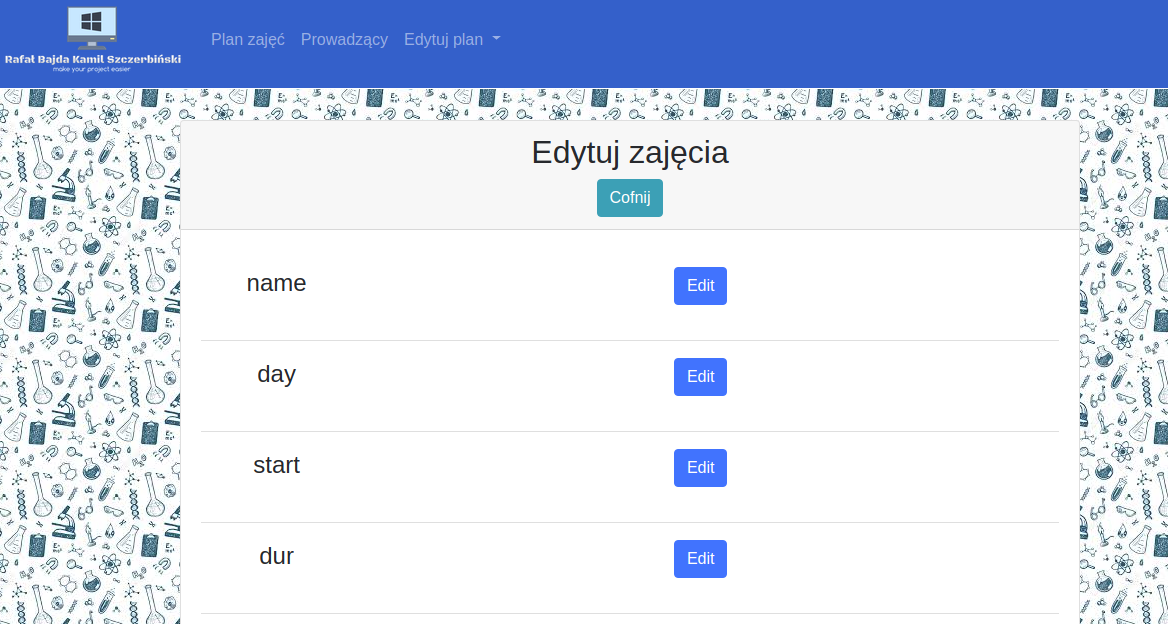 Rafał Bajda Kamil Szczerbiński
make your project easier
Plan zajęć Prowadzący Edytuj plan
Edytuj zajęcia
Cofnij
name Edit
day Edit
start Edit
dur Edit